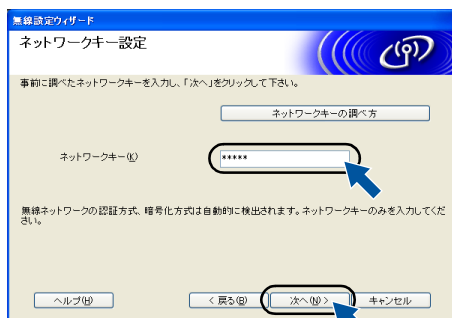 無線設定ウィザード
ネットワークキー設定
事前に調べたネットワークキーを入力し、「次へ」をクリックして下さい。
ネットワークキーの調べ方
ネットワークキー(K) *****
無線ネットワークの認証方式、暗号化方式は自動的に検出されます。ネットワークキーのみを入力してくだ
さい。
ヘルプ(H) < 戻る(B) 次へ(N) > キャンセル